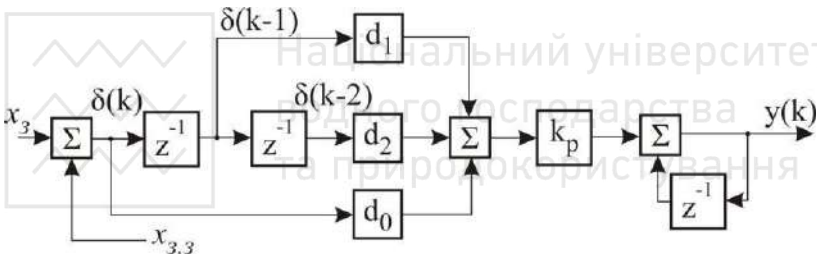 δ(k-1)
d₁
Національний університет
x₃
δ(k)
δ(k-2)
водного господарства
y(k)
Σ
z⁻¹
z⁻¹
d₂
Σ
kₚ
Σ
та природокористування
z⁻¹
d₀
x₃.₃